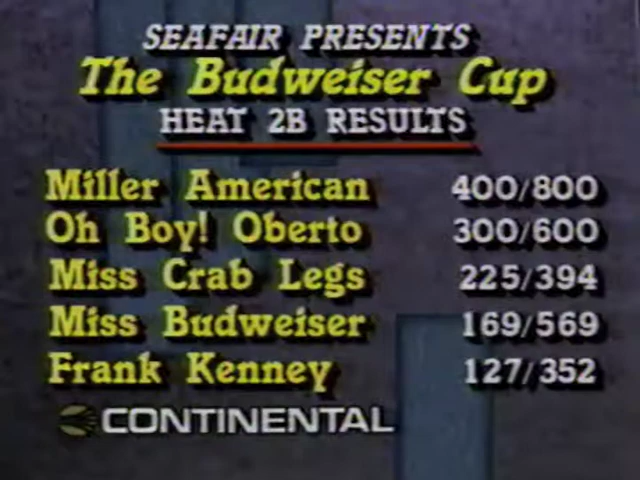 SEAFAIR PRESENTS
The Budweiser Cup
HEAT 2B RESULTS
Miller American 400/800
Oh Boy! Oberto 300/600
Miss Crab Legs 225/394
Miss Budweiser 169/569
Frank Kenney 127/352
CONTINENTAL